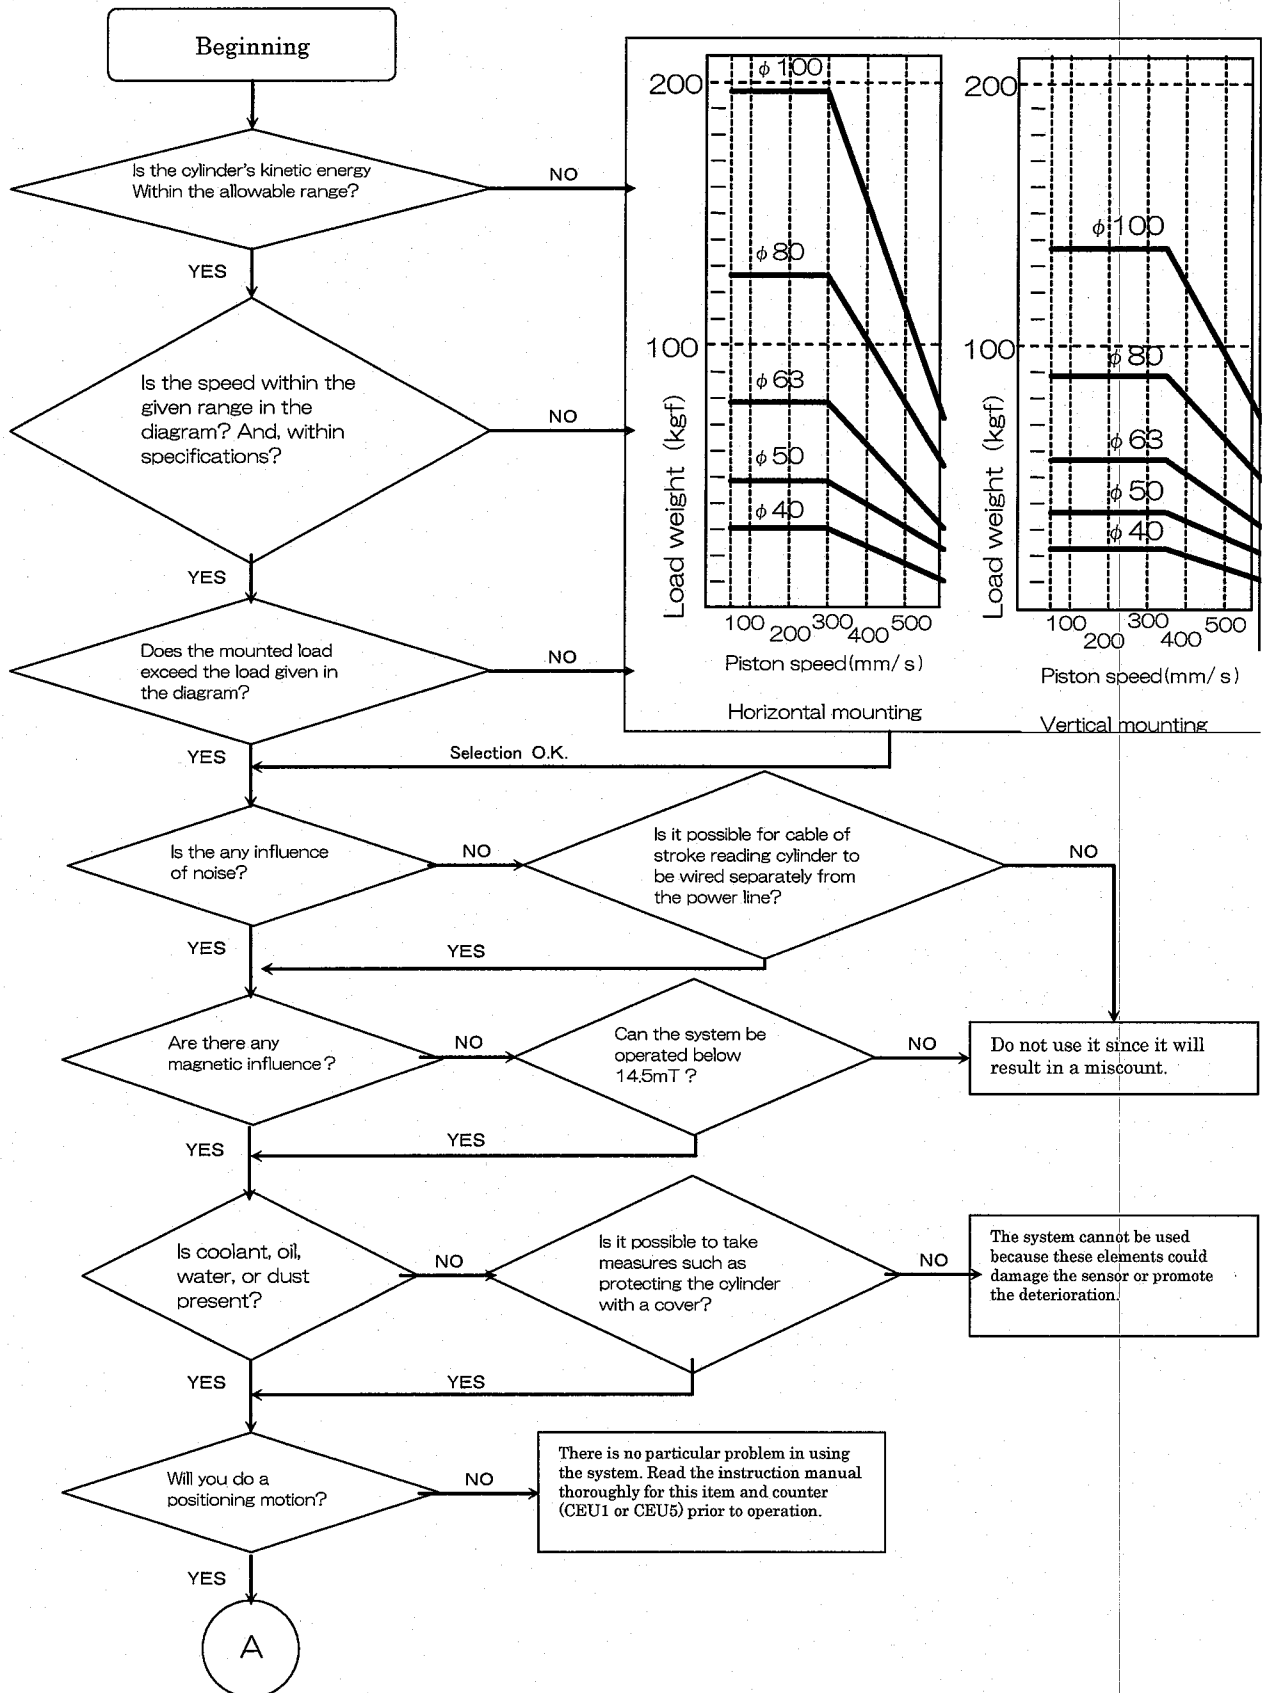 Beginning
Is the cylinder's kinetic energy
Within the allowable range?
NO
YES
Is the speed within the
given range in the
diagram? And, within
specifications?
NO
YES
Does the mounted load
exceed the load given in
the diagram?
NO
YES
200
100
φ100
φ80
φ63
φ50
φ40
Load weight (kgf)
100
200
300
400
500
Piston speed(mm/s)
Horizontal mounting
200
100
φ100
φ80
φ63
φ50
φ40
Load weight (kgf)
100
200
300
400
500
Piston speed(mm/s)
Vertical mounting
Selection O.K.
Is the any influence
of noise?
NO
Is it possible for cable of
stroke reading cylinder to
be wired separately from
the power line?
NO
YES
YES
Are there any
magnetic influence?
NO
Can the system be
operated below
14.5mT?
NO
Do not use it since it will
result in a miscount.
YES
YES
Is coolant, oil,
water, or dust
present?
NO
Is it possible to take
measures such as
protecting the cylinder
with a cover?
NO
The system cannot be used
because these elements could
damage the sensor or promote
the deterioration.
YES
YES
Will you do a
positioning motion?
NO
There is no particular problem in using
the system. Read the instruction manual
thoroughly for this item and counter
(CEU1 or CEU5) prior to operation.
YES
A